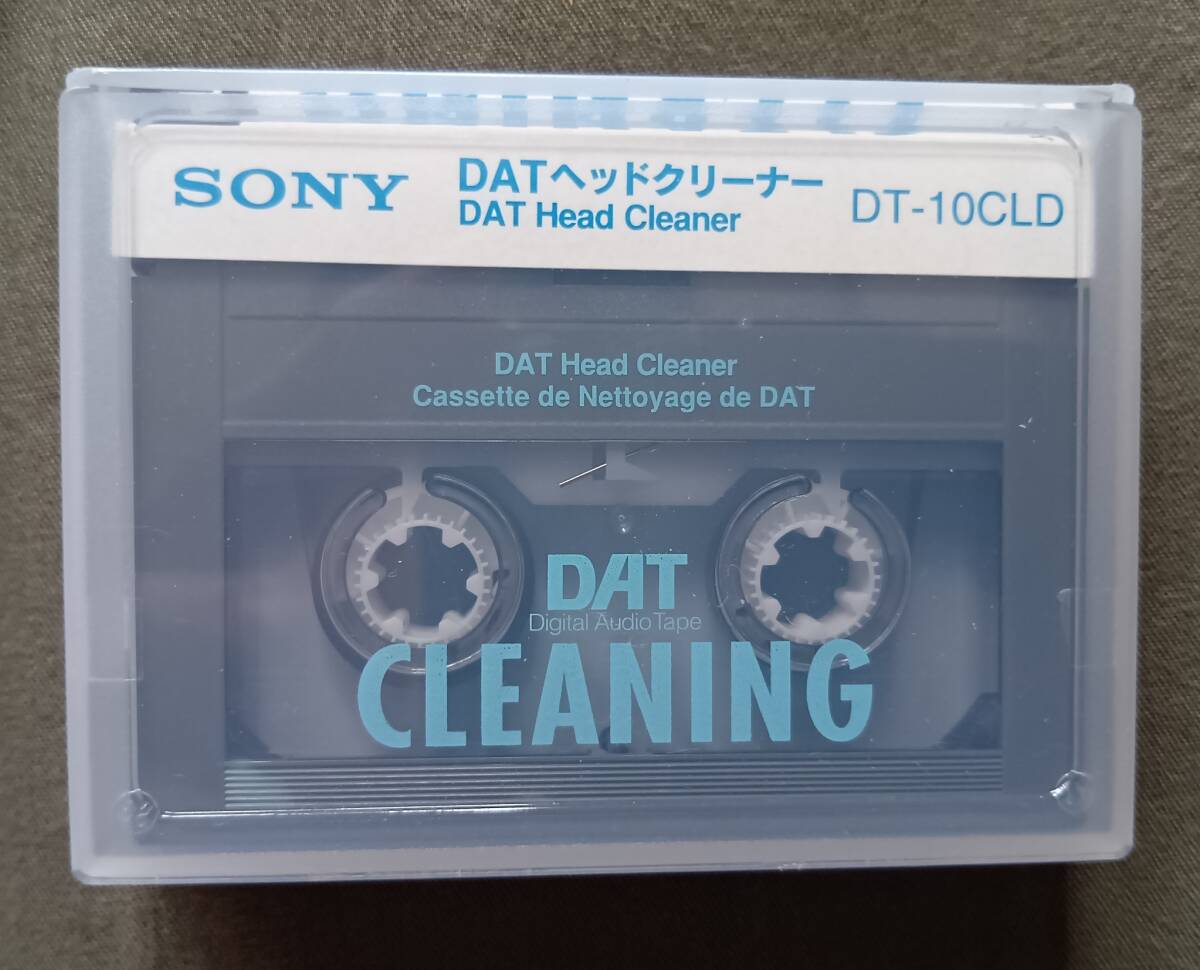 SONY
DATヘッドクリーナー
DAT Head Cleaner
DT-10CLD
DAT Head Cleaner
Cassette de Nettoyage de DAT
DAT
Digital Audio Tape
CLEANING